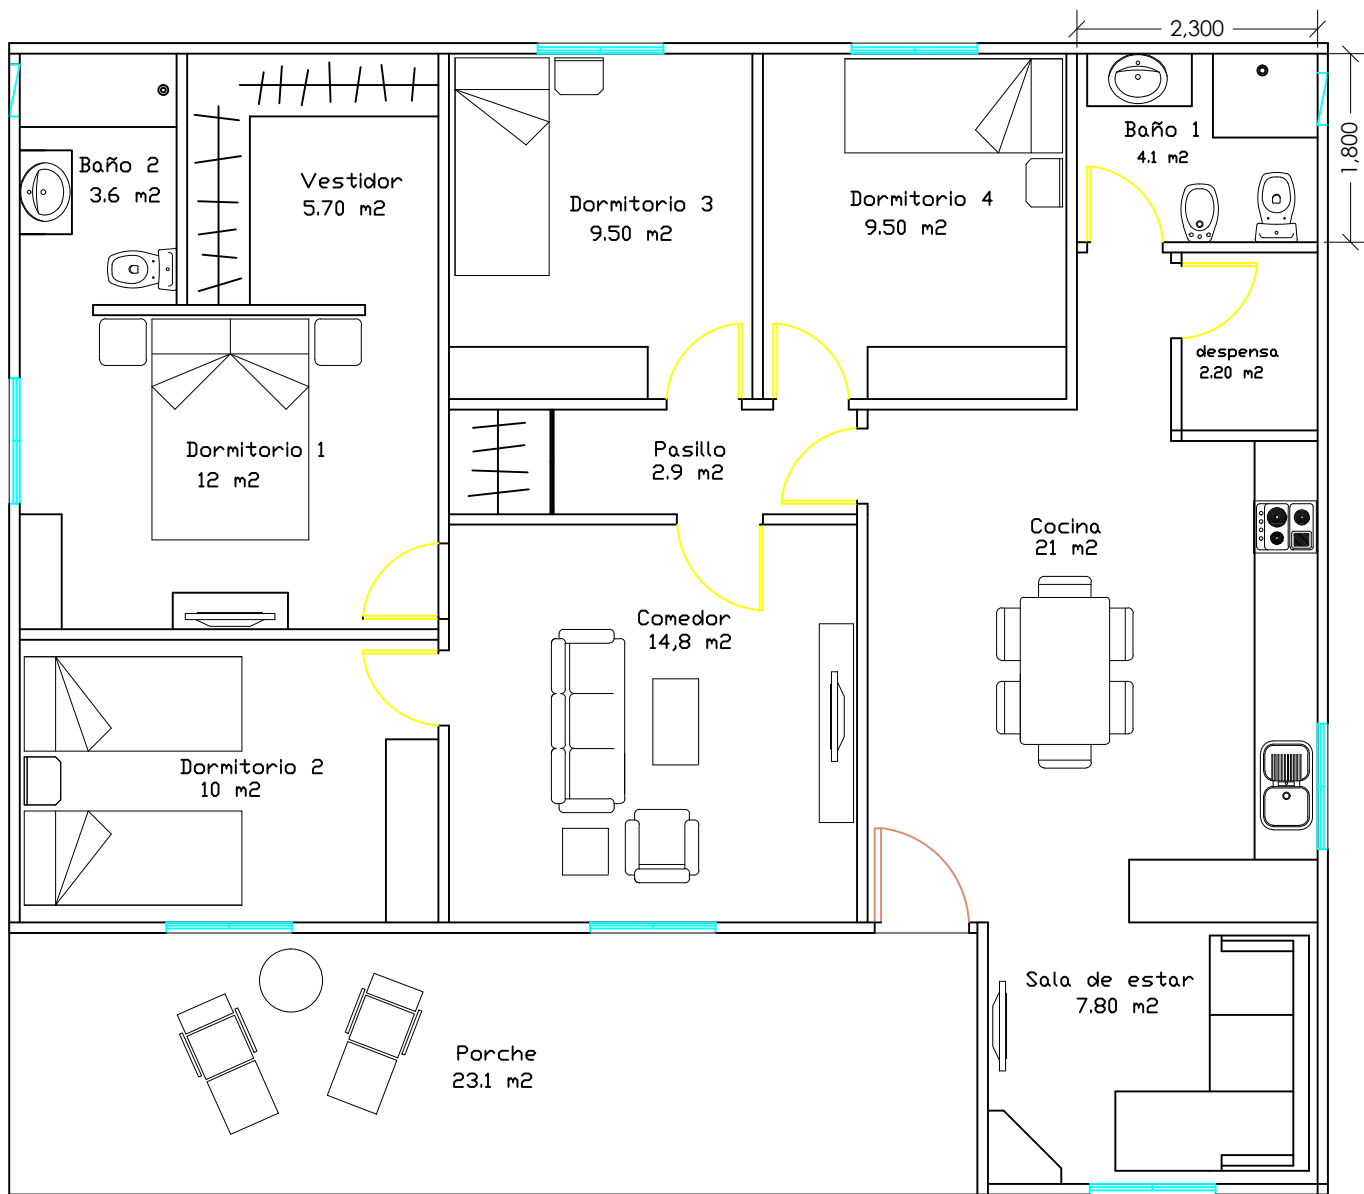 2,300
1,800
Baño 1
4.1 m2
Baño 2
3.6 m2
Vestidor
5.70 m2
Dormitorio 3
9.50 m2
Dormitorio 4
9.50 m2
despensa
2.20 m2
Dormitorio 1
12 m2
Pasillo
2.9 m2
Cocina
21 m2
Comedor
14,8 m2
Dormitorio 2
10 m2
Sala de estar
7.80 m2
Porche
23.1 m2